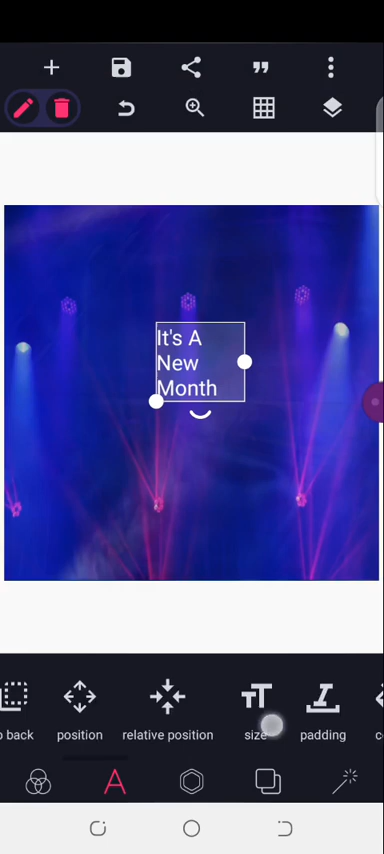 It's A
New
Month
back
position
relative position
size
padding